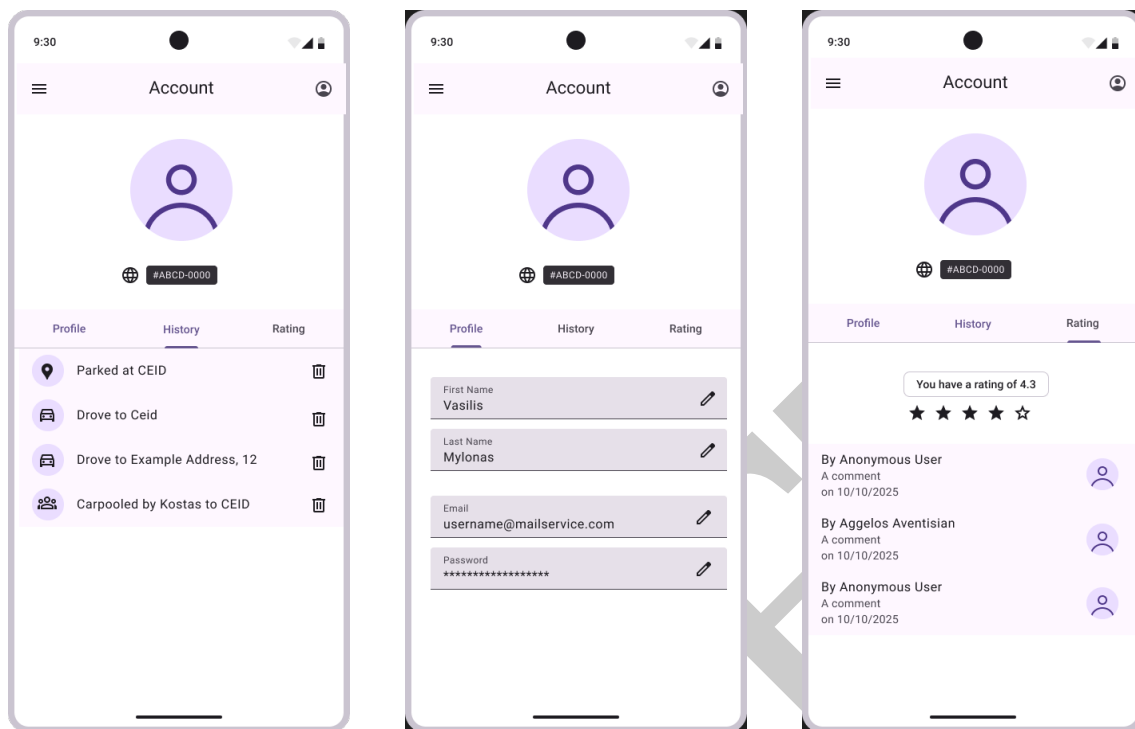 9:30
Account
#ABCD-0000
Profile History Rating
Parked at CEID
Drove to Ceid
Drove to Example Address, 12
Carpooled by Kostas to CEID
9:30
Account
#ABCD-0000
Profile History Rating
First Name
Vasilis
Last Name
Mylonas
Email
username@mailservice.com
Password
******************
9:30
Account
#ABCD-0000
Profile History Rating
You have a rating of 4.3
By Anonymous User
A comment
on 10/10/2025
By Aggelos Aventisian
A comment
on 10/10/2025
By Anonymous User
A comment
on 10/10/2025